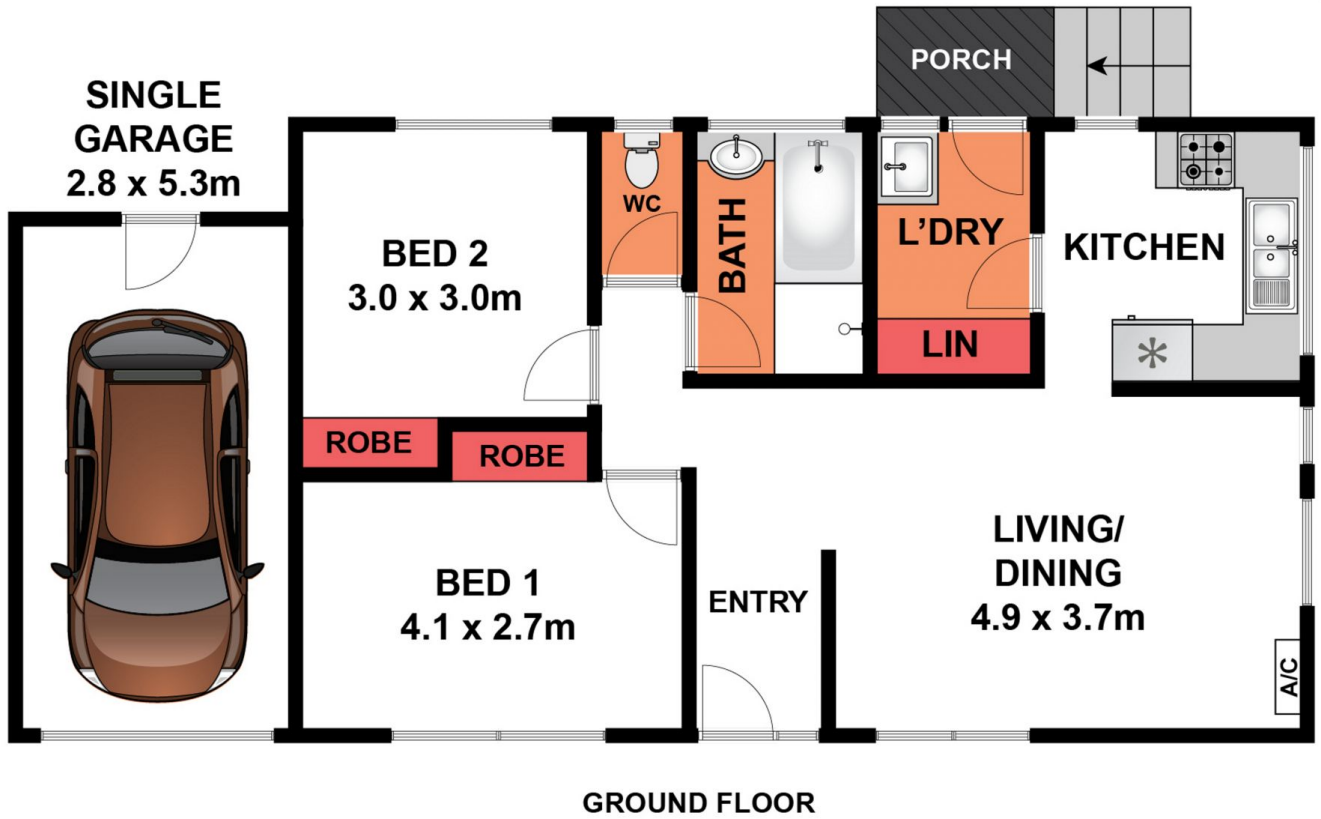 PORCH
SINGLE
GARAGE
2.8 x 5.3m
WC
BATH
L'DRY
KITCHEN
BED 2
3.0 x 3.0m
LIN
ROBE
ROBE
BED 1
4.1 x 2.7m
ENTRY
LIVING/
DINING
4.9 x 3.7m
A/C
GROUND FLOOR